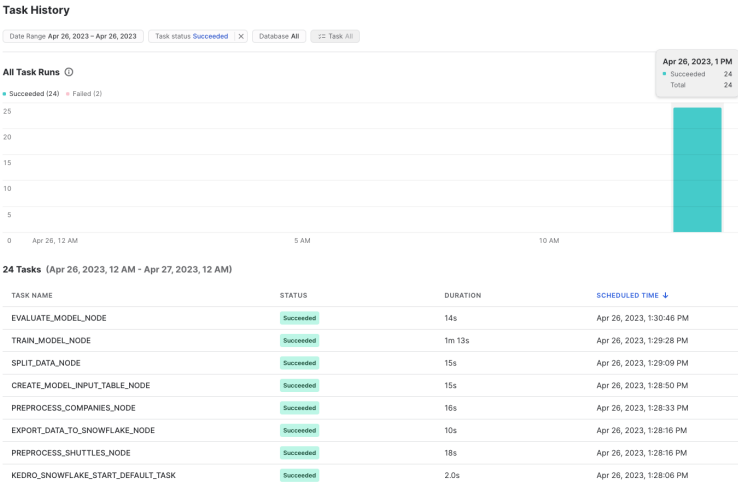 Task History
Date Range Apr 26, 2023 – Apr 26, 2023 Task status Succeeded Database All Task All
Apr 26, 2023, 1 PM
Succeeded 24
Total 24
All Task Runs
Succeeded (24) Failed (2)
25
20
15
10
5
0 Apr 26, 12 AM 5 AM 10 AM
24 Tasks (Apr 26, 2023, 12 AM - Apr 27, 2023, 12 AM)
TASK NAME STATUS DURATION SCHEDULED TIME
EVALUATE_MODEL_NODE Succeeded 14s Apr 26, 2023, 1:30:46 PM
TRAIN_MODEL_NODE Succeeded 1m 13s Apr 26, 2023, 1:29:28 PM
SPLIT_DATA_NODE Succeeded 15s Apr 26, 2023, 1:29:09 PM
CREATE_MODEL_INPUT_TABLE_NODE Succeeded 15s Apr 26, 2023, 1:28:50 PM
PREPROCESS_COMPANIES_NODE Succeeded 16s Apr 26, 2023, 1:28:33 PM
EXPORT_DATA_TO_SNOWFLAKE_NODE Succeeded 10s Apr 26, 2023, 1:28:16 PM
PREPROCESS_SHUTTLES_NODE Succeeded 18s Apr 26, 2023, 1:28:16 PM
KEDRO_SNOWFLAKE_START_DEFAULT_TASK Succeeded 2.0s Apr 26, 2023, 1:28:06 PM